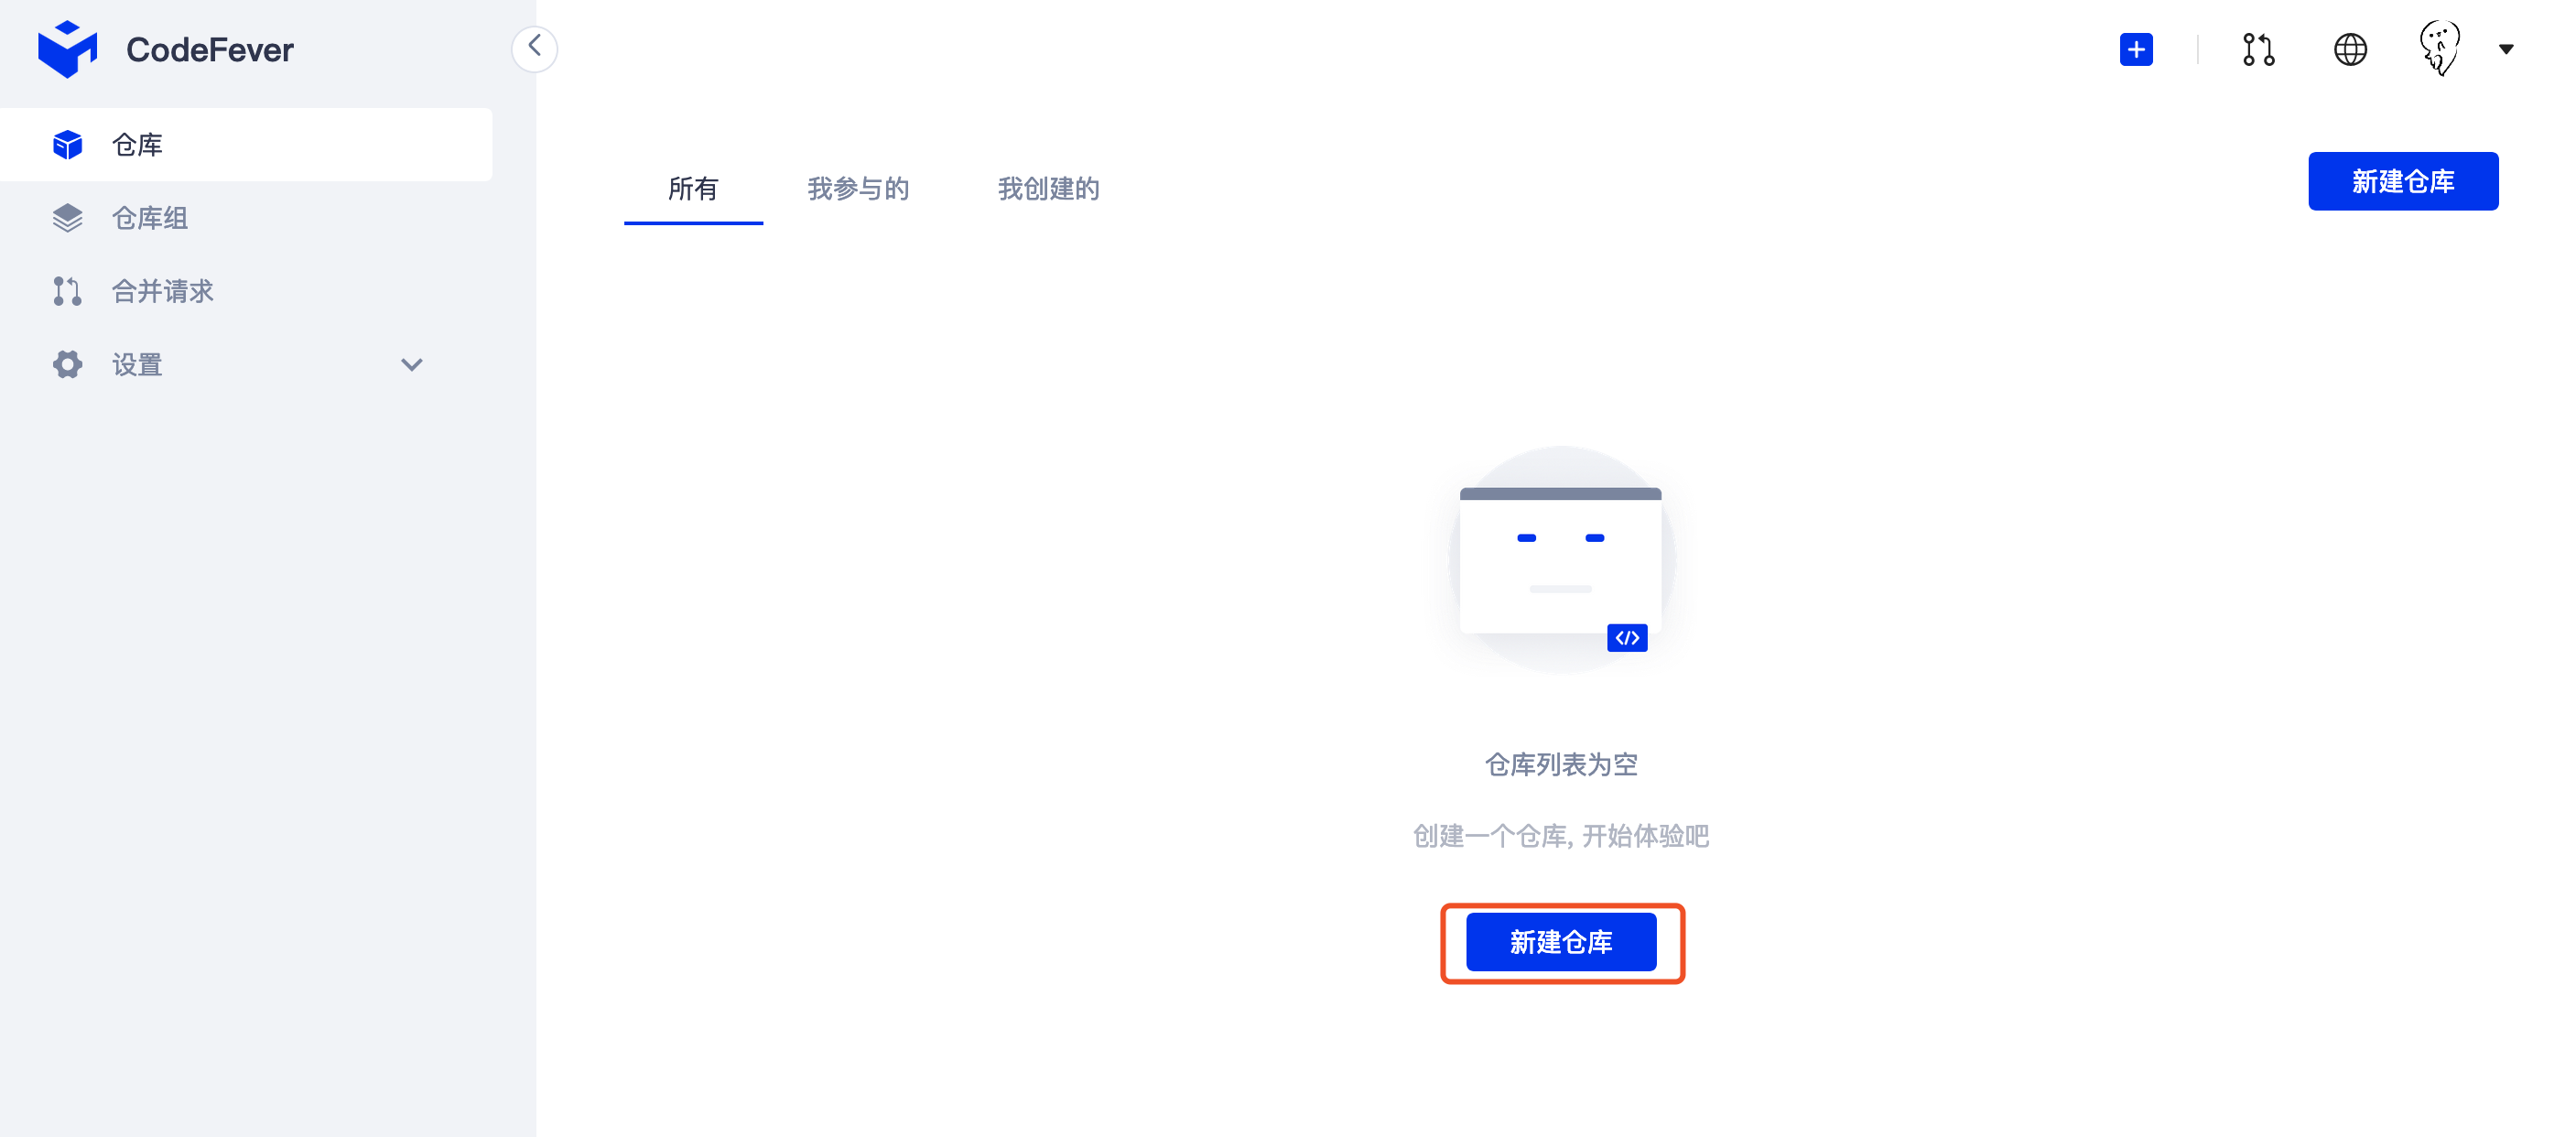 CodeFever
仓库
仓库组
合并请求
设置
所有 我参与的 我创建的
新建仓库
</>
仓库列表为空
创建一个仓库, 开始体验吧
新建仓库